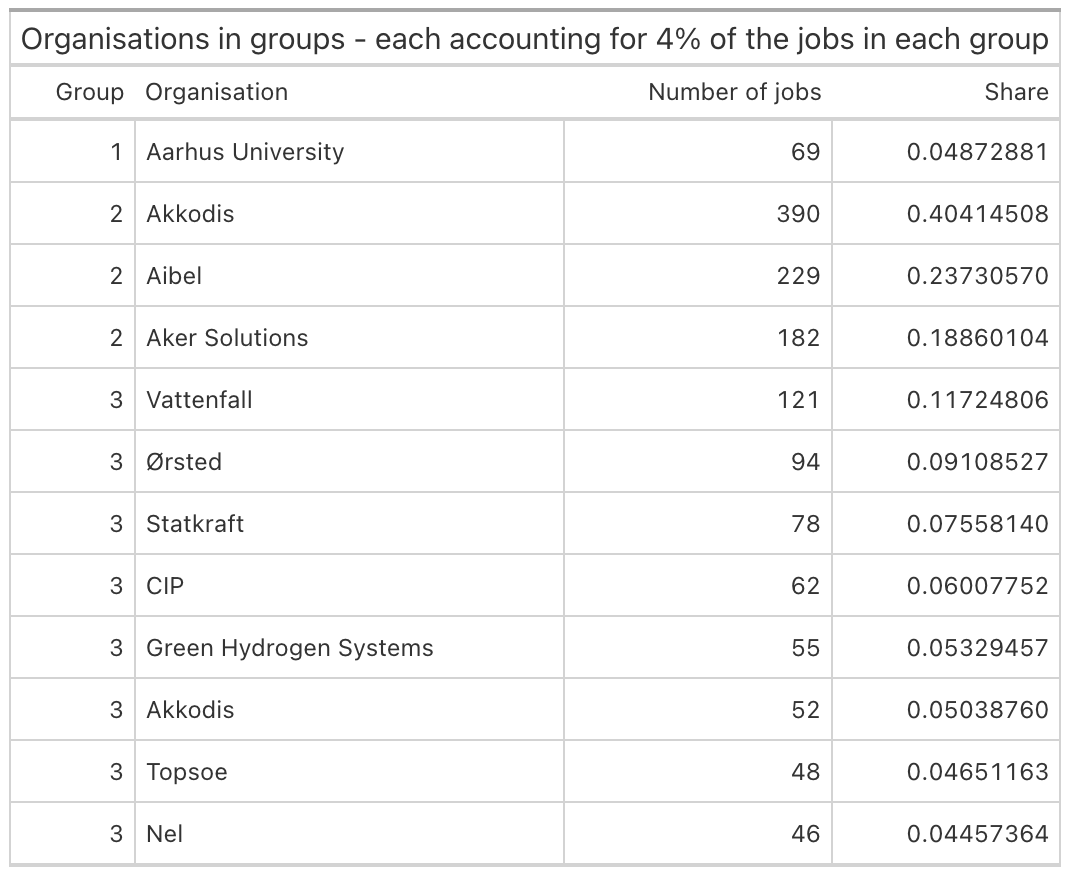 Organisations in groups - each accounting for 4% of the jobs in each group
Group Organisation Number of jobs Share
1 Aarhus University 69 0.04872881
2 Akkodis 390 0.40414508
2 Aibel 229 0.23730570
2 Aker Solutions 182 0.18860104
3 Vattenfall 121 0.11724806
3 Ørsted 94 0.09108527
3 Statkraft 78 0.07558140
3 CIP 62 0.06007752
3 Green Hydrogen Systems 55 0.05329457
3 Akkodis 52 0.05038760
3 Topsoe 48 0.04651163
3 Nel 46 0.04457364